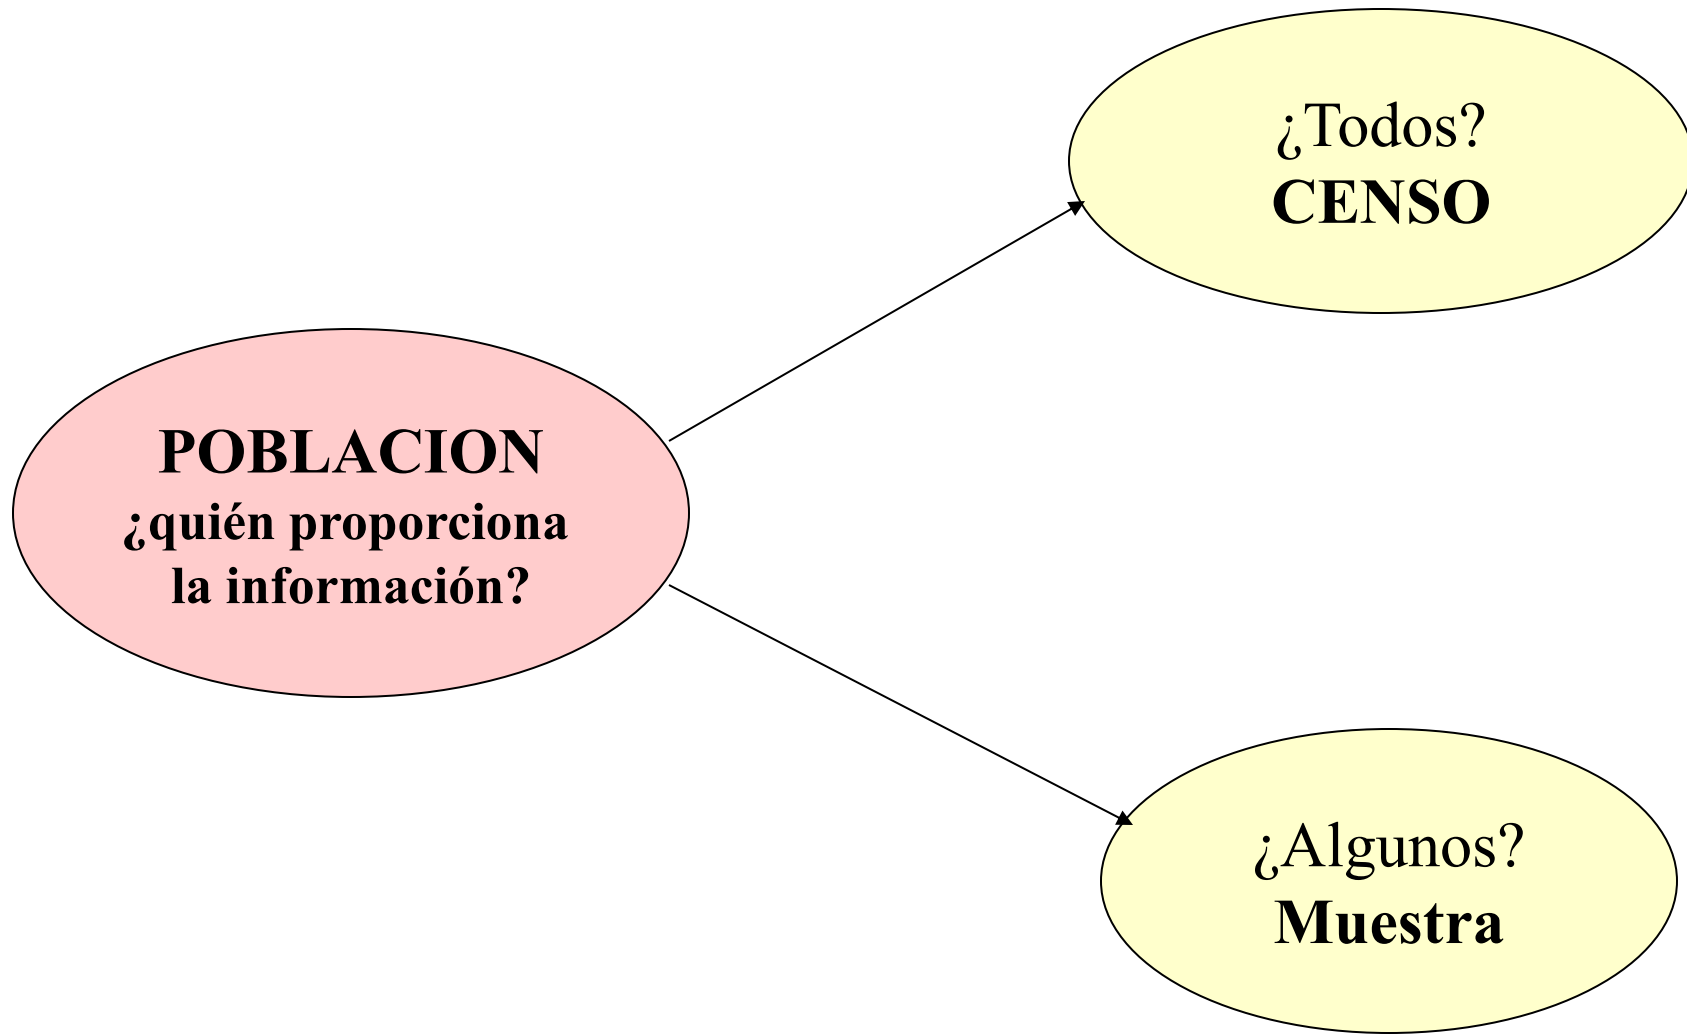 ¿Todos?
CENSO
POBLACION
¿quién proporciona
la información?
¿Algunos?
Muestra